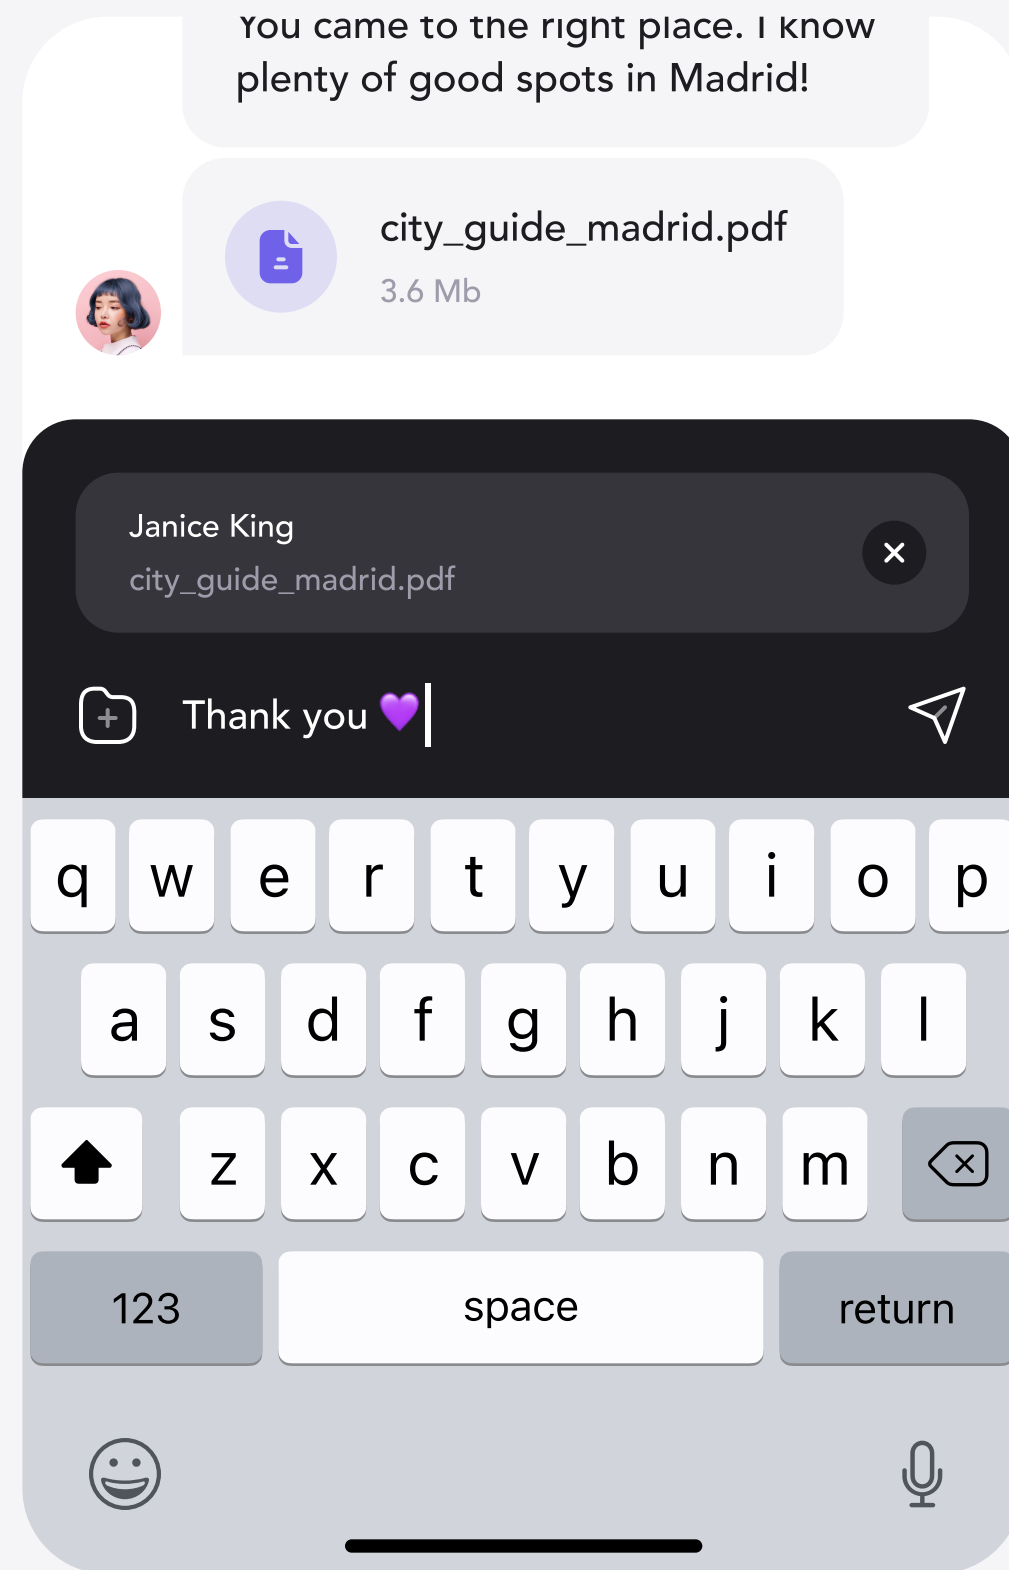 You came to the right place. I know
plenty of good spots in Madrid!
city_guide_madrid.pdf
3.6 Mb
Janice King
city_guide_madrid.pdf
Thank you 💜
q w e r t y u i o p
a s d f g h j k l
z x c v b n m
123 space return